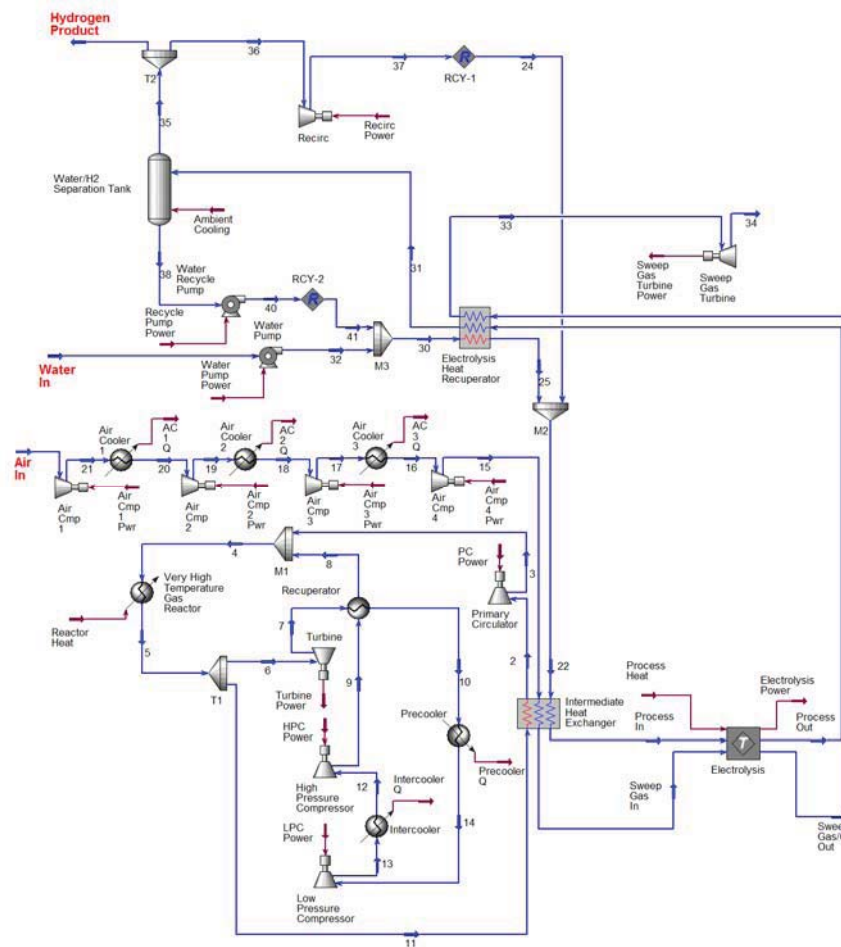 Hydrogen
Product
36
37
24
T2
RCY-1
35
Recirc
Recirc
Power
Water/H2
Separation Tank
Ambient
Cooling
33
34
Sweep
Gas
Turbine
Power
Sweep
Gas
Turbine
38
Water
Recycle
Pump
31
Recycle
Pump
Power
40
RCY-2
41
Water
Pump
32
M3
30
Electrolysis
Heat
Recuperator
25
Water
In
Water
Pump
Power
M2
Air
Cooler
1
AC
1
Q
Air
Cooler
2
AC
2
Q
Air
Cooler
3
AC
3
Q
Air
In
21
20
19
18
17
16
15
Air
Cmp
1
Air
Cmp
1
Pwr
Air
Cmp
2
Air
Cmp
2
Pwr
Air
Cmp
3
Air
Cmp
3
Pwr
Air
Cmp
4
Air
Cmp
4
Pwr
4
M1
8
PC
Power
3
Very High
Temperature
Gas
Reactor
Recuperator
Primary
Circulator
Reactor
Heat
7
Turbine
5
6
9
2
22
T1
10
Turbine
Power
Process
Heat
Electrolysis
Power
HPC
Power
Precooler
Intermediate
Heat
Exchanger
Process
In
Process
Out
High
Pressure
Compressor
12
Intercooler
Q
Precooler
Q
Electrolysis
Sweep
Gas
In
LPC
Power
Intercooler
14
13
Low
Pressure
Compressor
Out
11